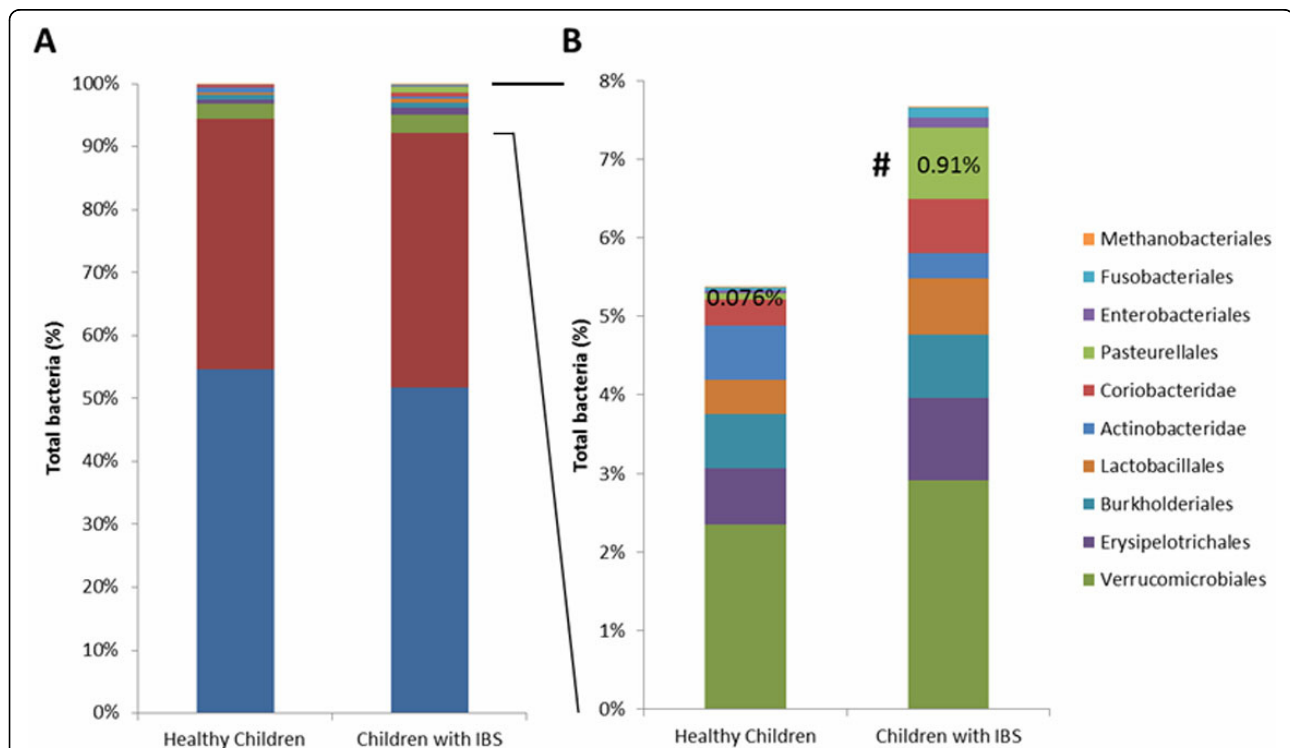 A
B
Total bacteria (%)
100%
90%
80%
70%
60%
50%
40%
30%
20%
10%
0%
Healthy Children
Children with IBS
Total bacteria (%)
8%
7%
6%
5%
4%
3%
2%
1%
0%
0.076%
#
0.91%
Healthy Children
Children with IBS
Methanobacteriales
Fusobacteriales
Enterobacteriales
Pasteurellales
Coriobacteridae
Actinobacteridae
Lactobacillales
Burkholderiales
Erysipelotrichales
Verrucomicrobiales